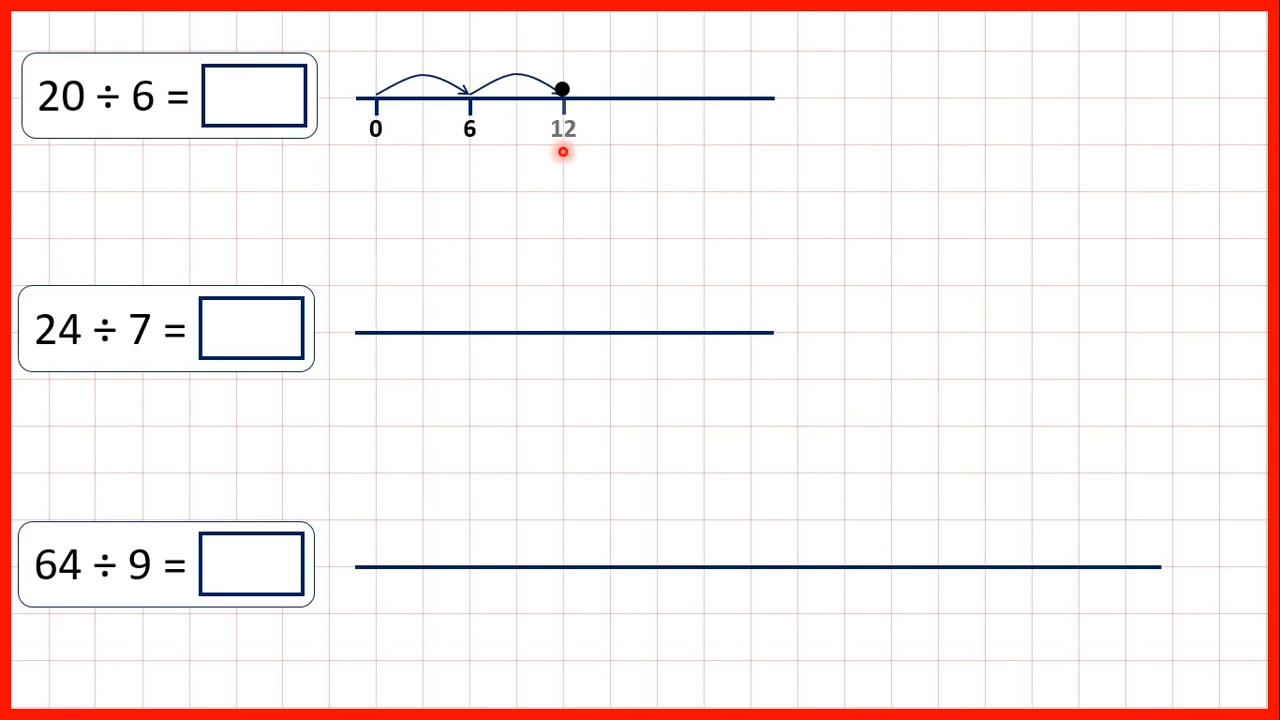 20 ÷ 6 =
0 6 12
24 ÷ 7 =
64 ÷ 9 =